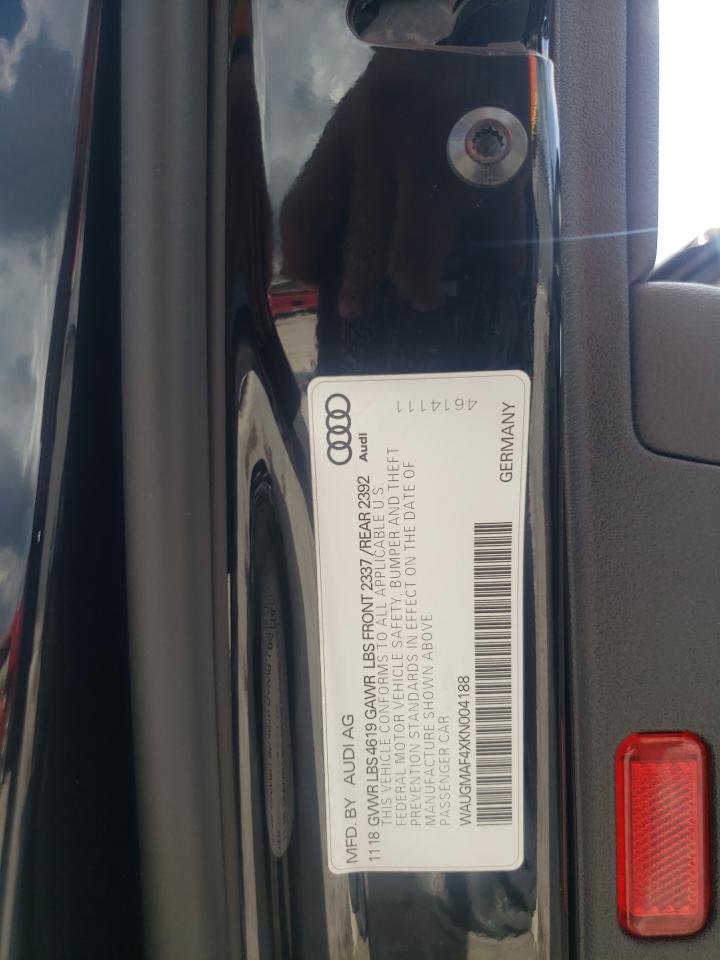 MFD. BY AUDI AG
Audi
11 18 GVWR LBS 4619 GAWR LBS FRONT 2337 /REAR 2392
THIS VEHICLE CONFORMS TO ALL APPLICABLE U S
FEDERAL MOTOR VEHICLE SAFETY, BUMPER AND THEFT
PREVENTION STANDARDS IN EFFECT ON THE DATE OF
MANUFACTURE SHOWN ABOVE
PASSENGER CAR
4614111
WAUGMAF4XKN004188
GERMANY